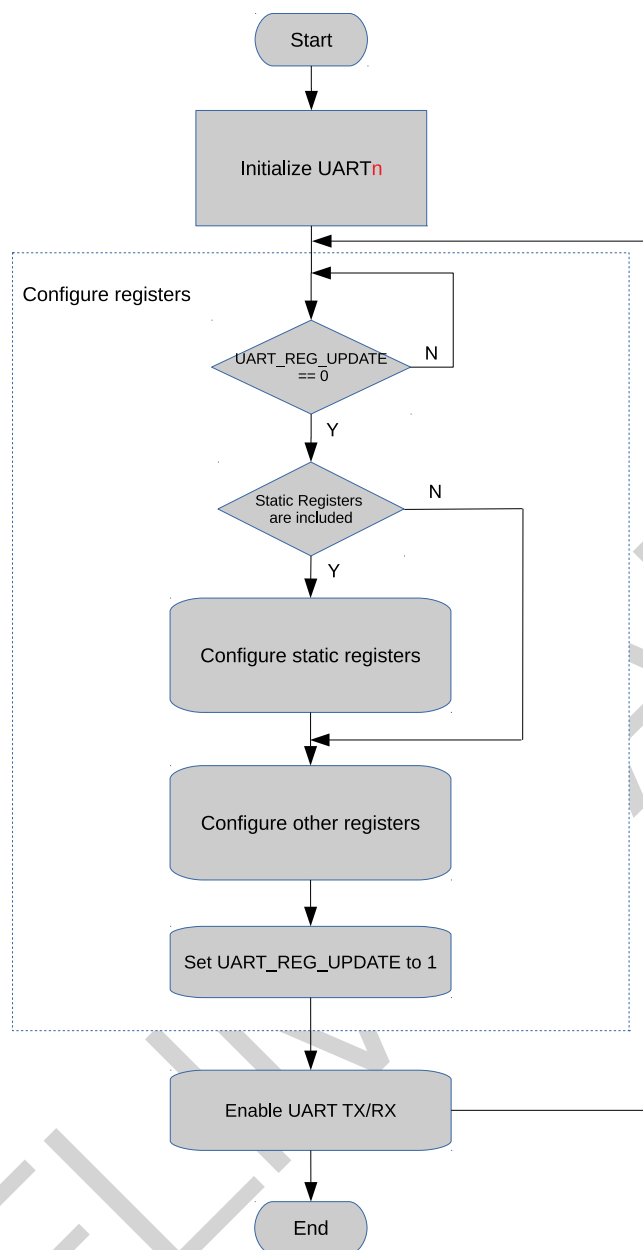 Start
Initialize UARTn
Configure registers
UART_REG_UPDATE
== 0
N
Y
Static Registers
are included
N
Y
Configure static registers
Configure other registers
Set UART_REG_UPDATE to 1
Enable UART TX/RX
End